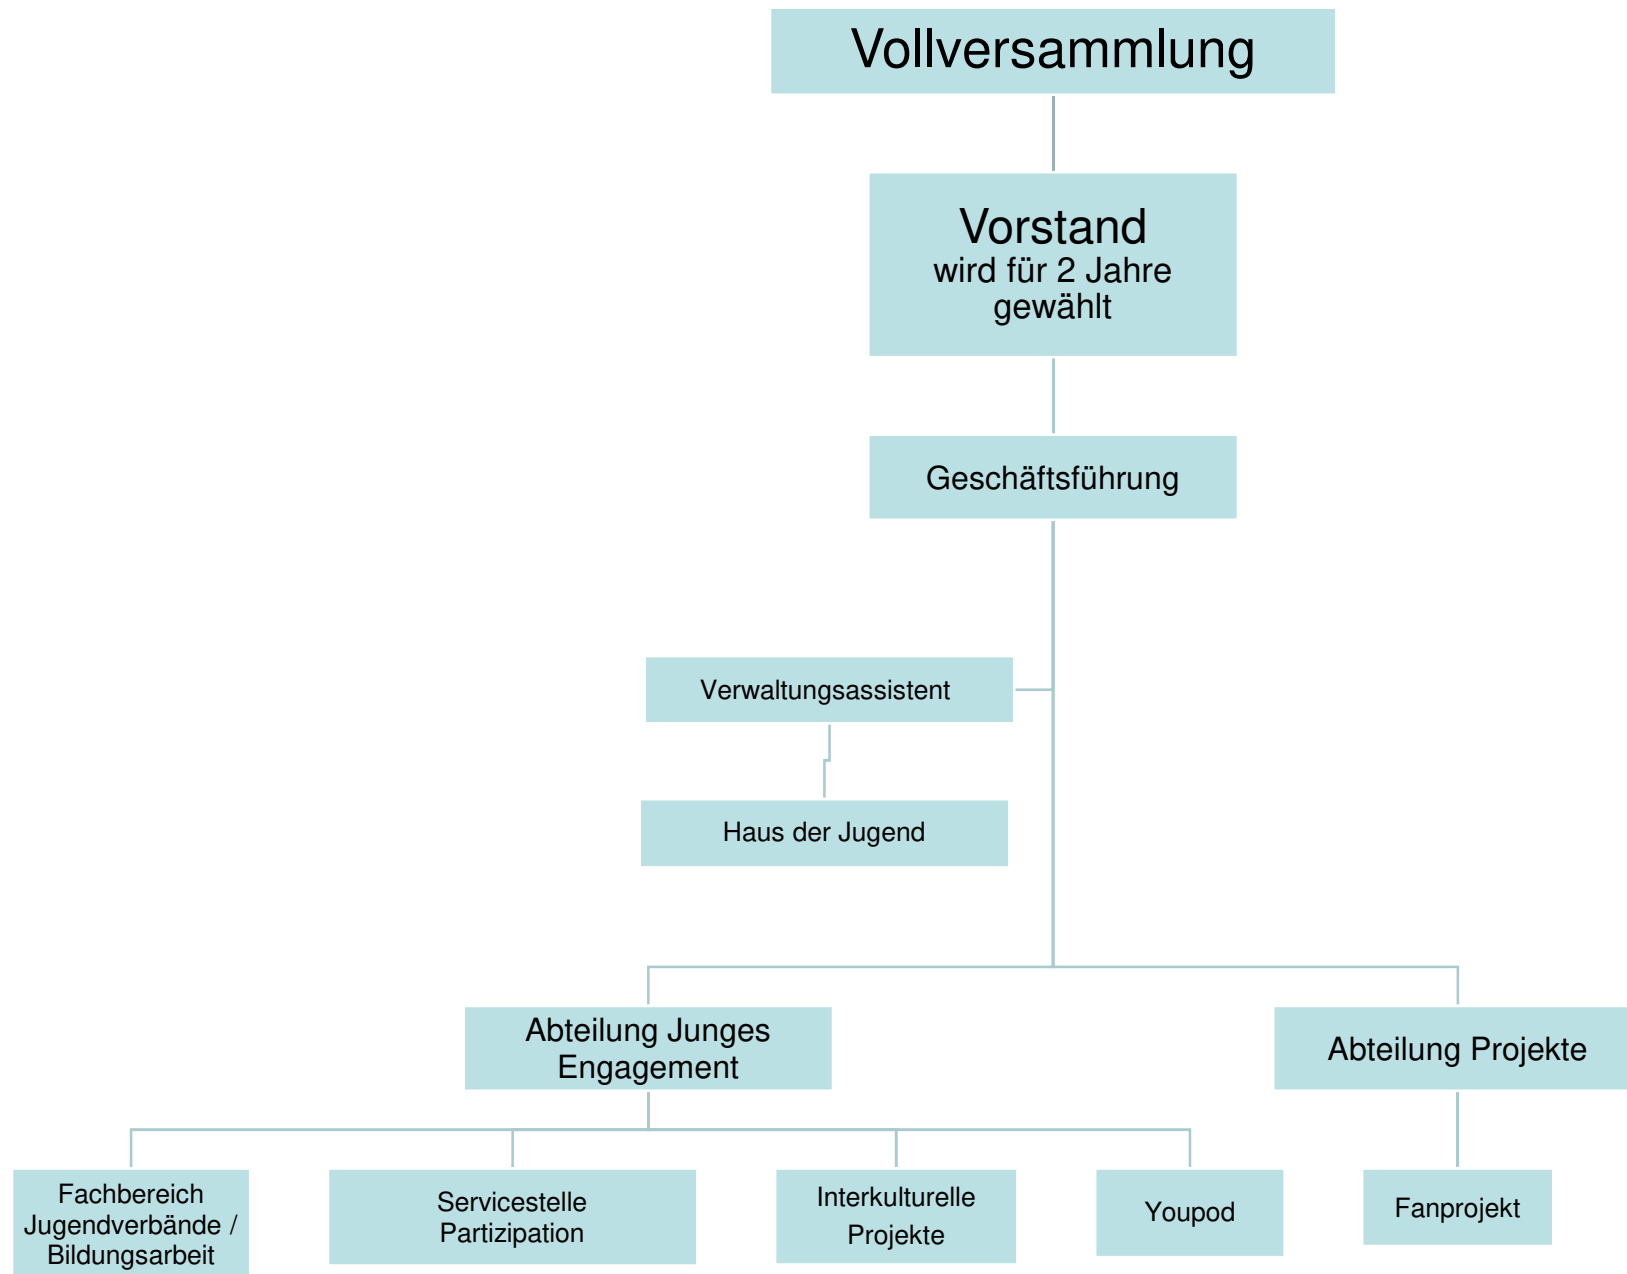 Vollversammlung
Vorstand
wird für 2 Jahre
gewählt
Geschäftsführung
Verwaltungsassistent
Haus der Jugend
Abteilung Junges
Engagement
Abteilung Projekte
Fachbereich
Jugendverbände /
Bildungsarbeit
Servicestelle
Partizipation
Interkulturelle
Projekte
Youpod
Fanprojekt